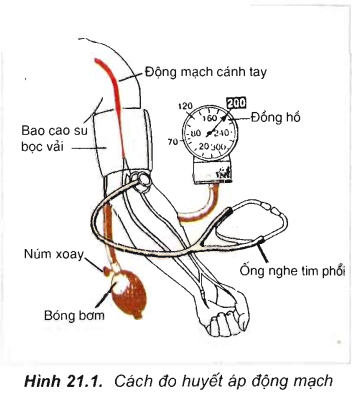 Động mạch cánh tay
200
120
160
Đồng hồ
80
240
70
20 300
Bao cao su
bọc vải
Núm xoay
Ống nghe tim phổi
Bóng bơm
Hình 21.1. Cách đo huyết áp động mạch